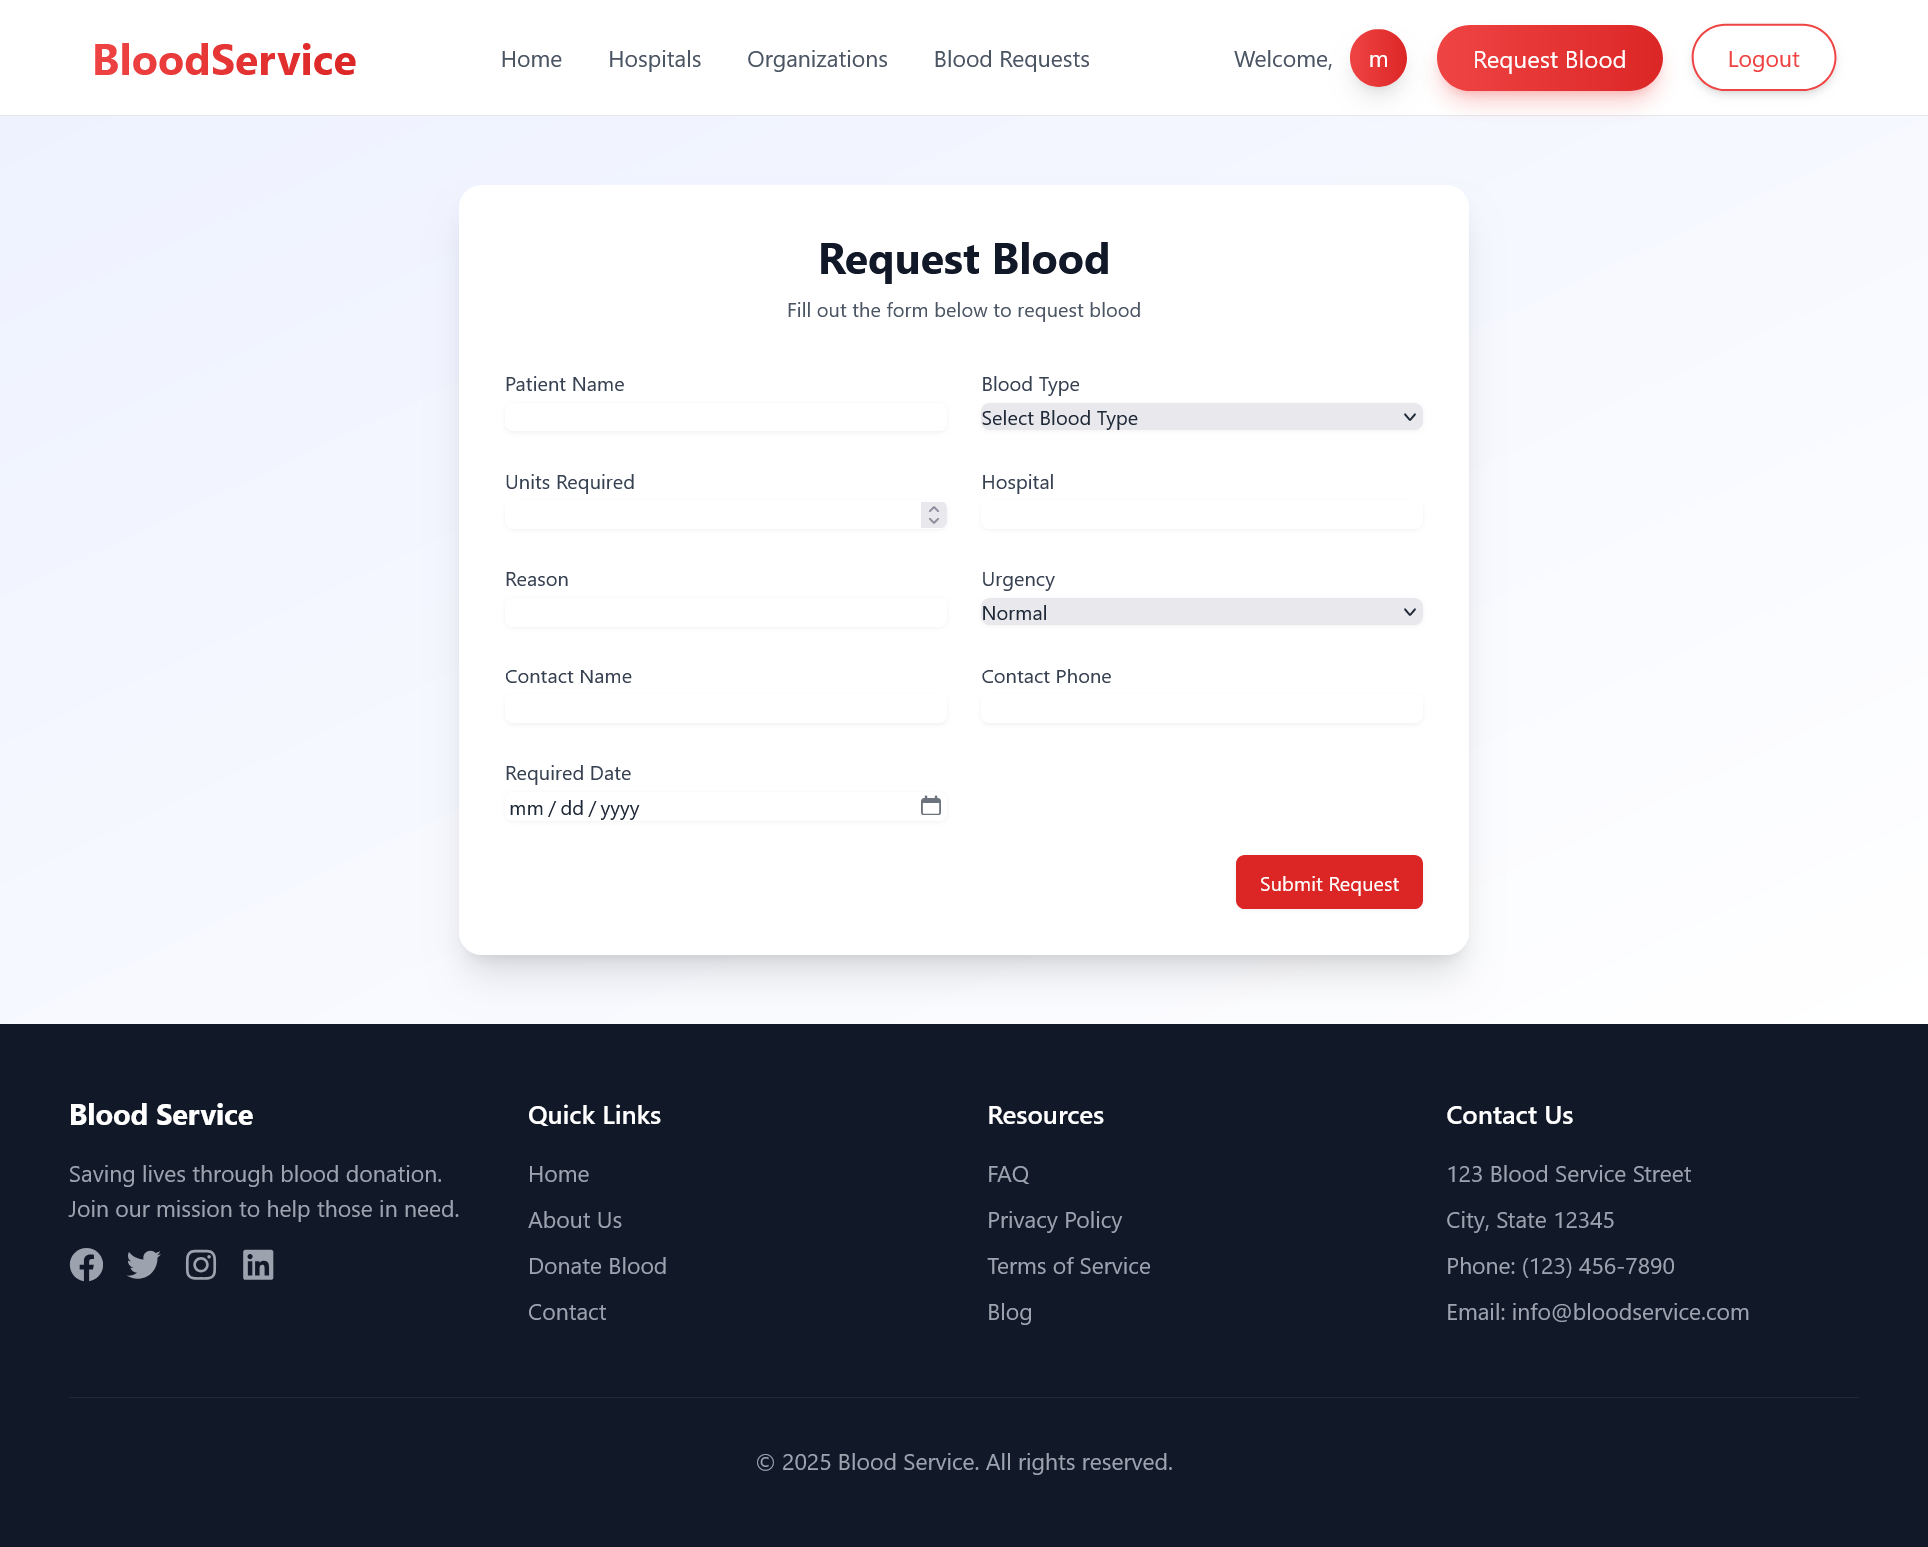 BloodService
Home
Hospitals
Organizations
Blood Requests
Welcome,
m
Request Blood
Logout
Request Blood
Fill out the form below to request blood
Patient Name
Blood Type
Select Blood Type
Units Required
Hospital
Reason
Urgency
Normal
Contact Name
Contact Phone
Required Date
mm / dd / yyyy
Submit Request
Blood Service
Saving lives through blood donation.
Join our mission to help those in need.
Quick Links
Home
About Us
Donate Blood
Contact
Resources
FAQ
Privacy Policy
Terms of Service
Blog
Contact Us
123 Blood Service Street
City, State 12345
Phone: (123) 456-7890
Email: info@bloodservice.com
© 2025 Blood Service. All rights reserved.